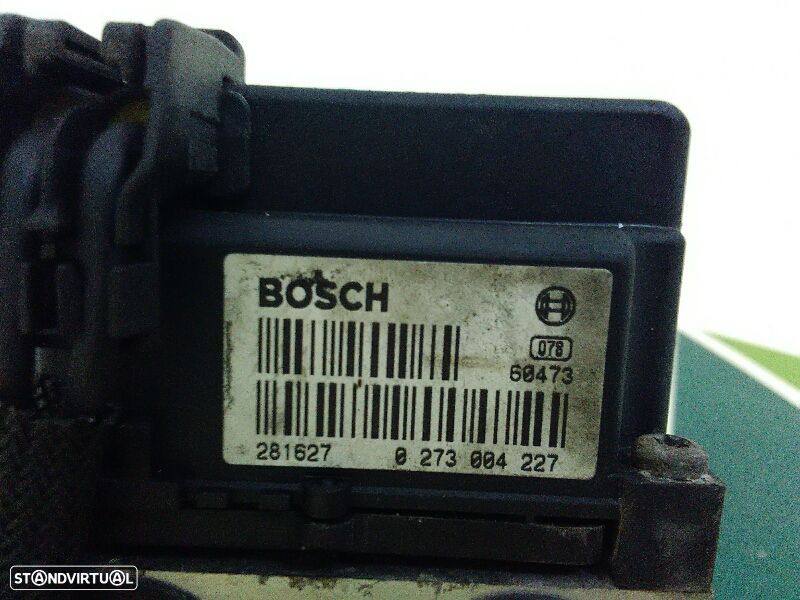 BOSCH
078
60473
281627 0 273 004 227
STANDVIRTUAL